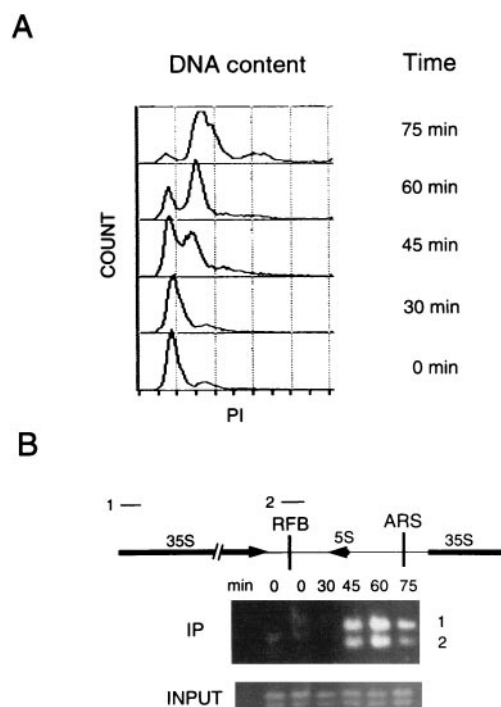 A
DNA content Time
75 min
60 min
45 min
30 min
0 min
COUNT
PI
B
1
2
35S RFB 5S ARS 35S
min 0 0 30 45 60 75
IP
1
2
INPUT